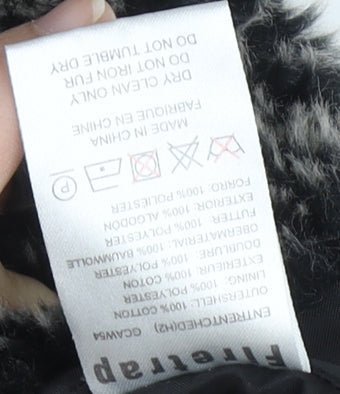 Firetrap
ENTRENTCHED(H2) GCAW54
OUTERSHELL: 100% COTTON
LINING: 100% POLYESTER
EXTERIEUR: 100% COTON
DOUBLURE: 100% POLYESTER
OBERMATERIAL: 100% BAUMWOLLE
FUTTER: 100% POLYESTER
EXTERIOR: 100% ALGODON
FORRO: 100% POLIESTER
P
MADE IN CHINA
FABRIQUE EN CHINE
DRY CLEAN ONLY
DO NOT IRON FUR
DO NOT TUMBLE DRY